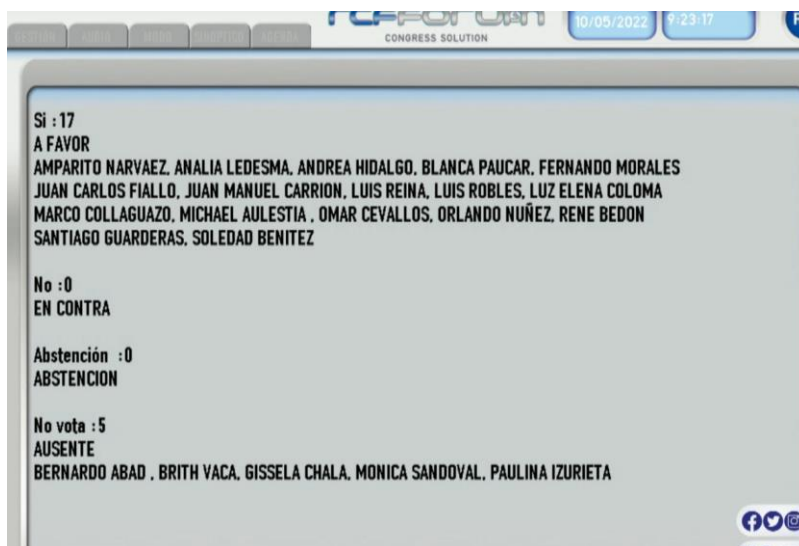 CONGRESS SOLUTION
10/05/2022 9:23:17
Si :17
A FAVOR
AMPARITO NARVAEZ, ANALIA LEDESMA, ANDREA HIDALGO, BLANCA PAUCAR, FERNANDO MORALES
JUAN CARLOS FIALLO, JUAN MANUEL CARRION, LUIS REINA, LUIS ROBLES, LUZ ELENA COLOMA
MARCO COLLAGUAZO, MICHAEL AULESTIA , OMAR CEVALLOS, ORLANDO NUÑEZ, RENE BEDON
SANTIAGO GUARDERAS, SOLEDAD BENITEZ
No :0
EN CONTRA
Abstención :0
ABSTENCION
No vota :5
AUSENTE
BERNARDO ABAD , BRITH VACA, GISSELA CHALA, MONICA SANDOVAL, PAULINA IZURIETA